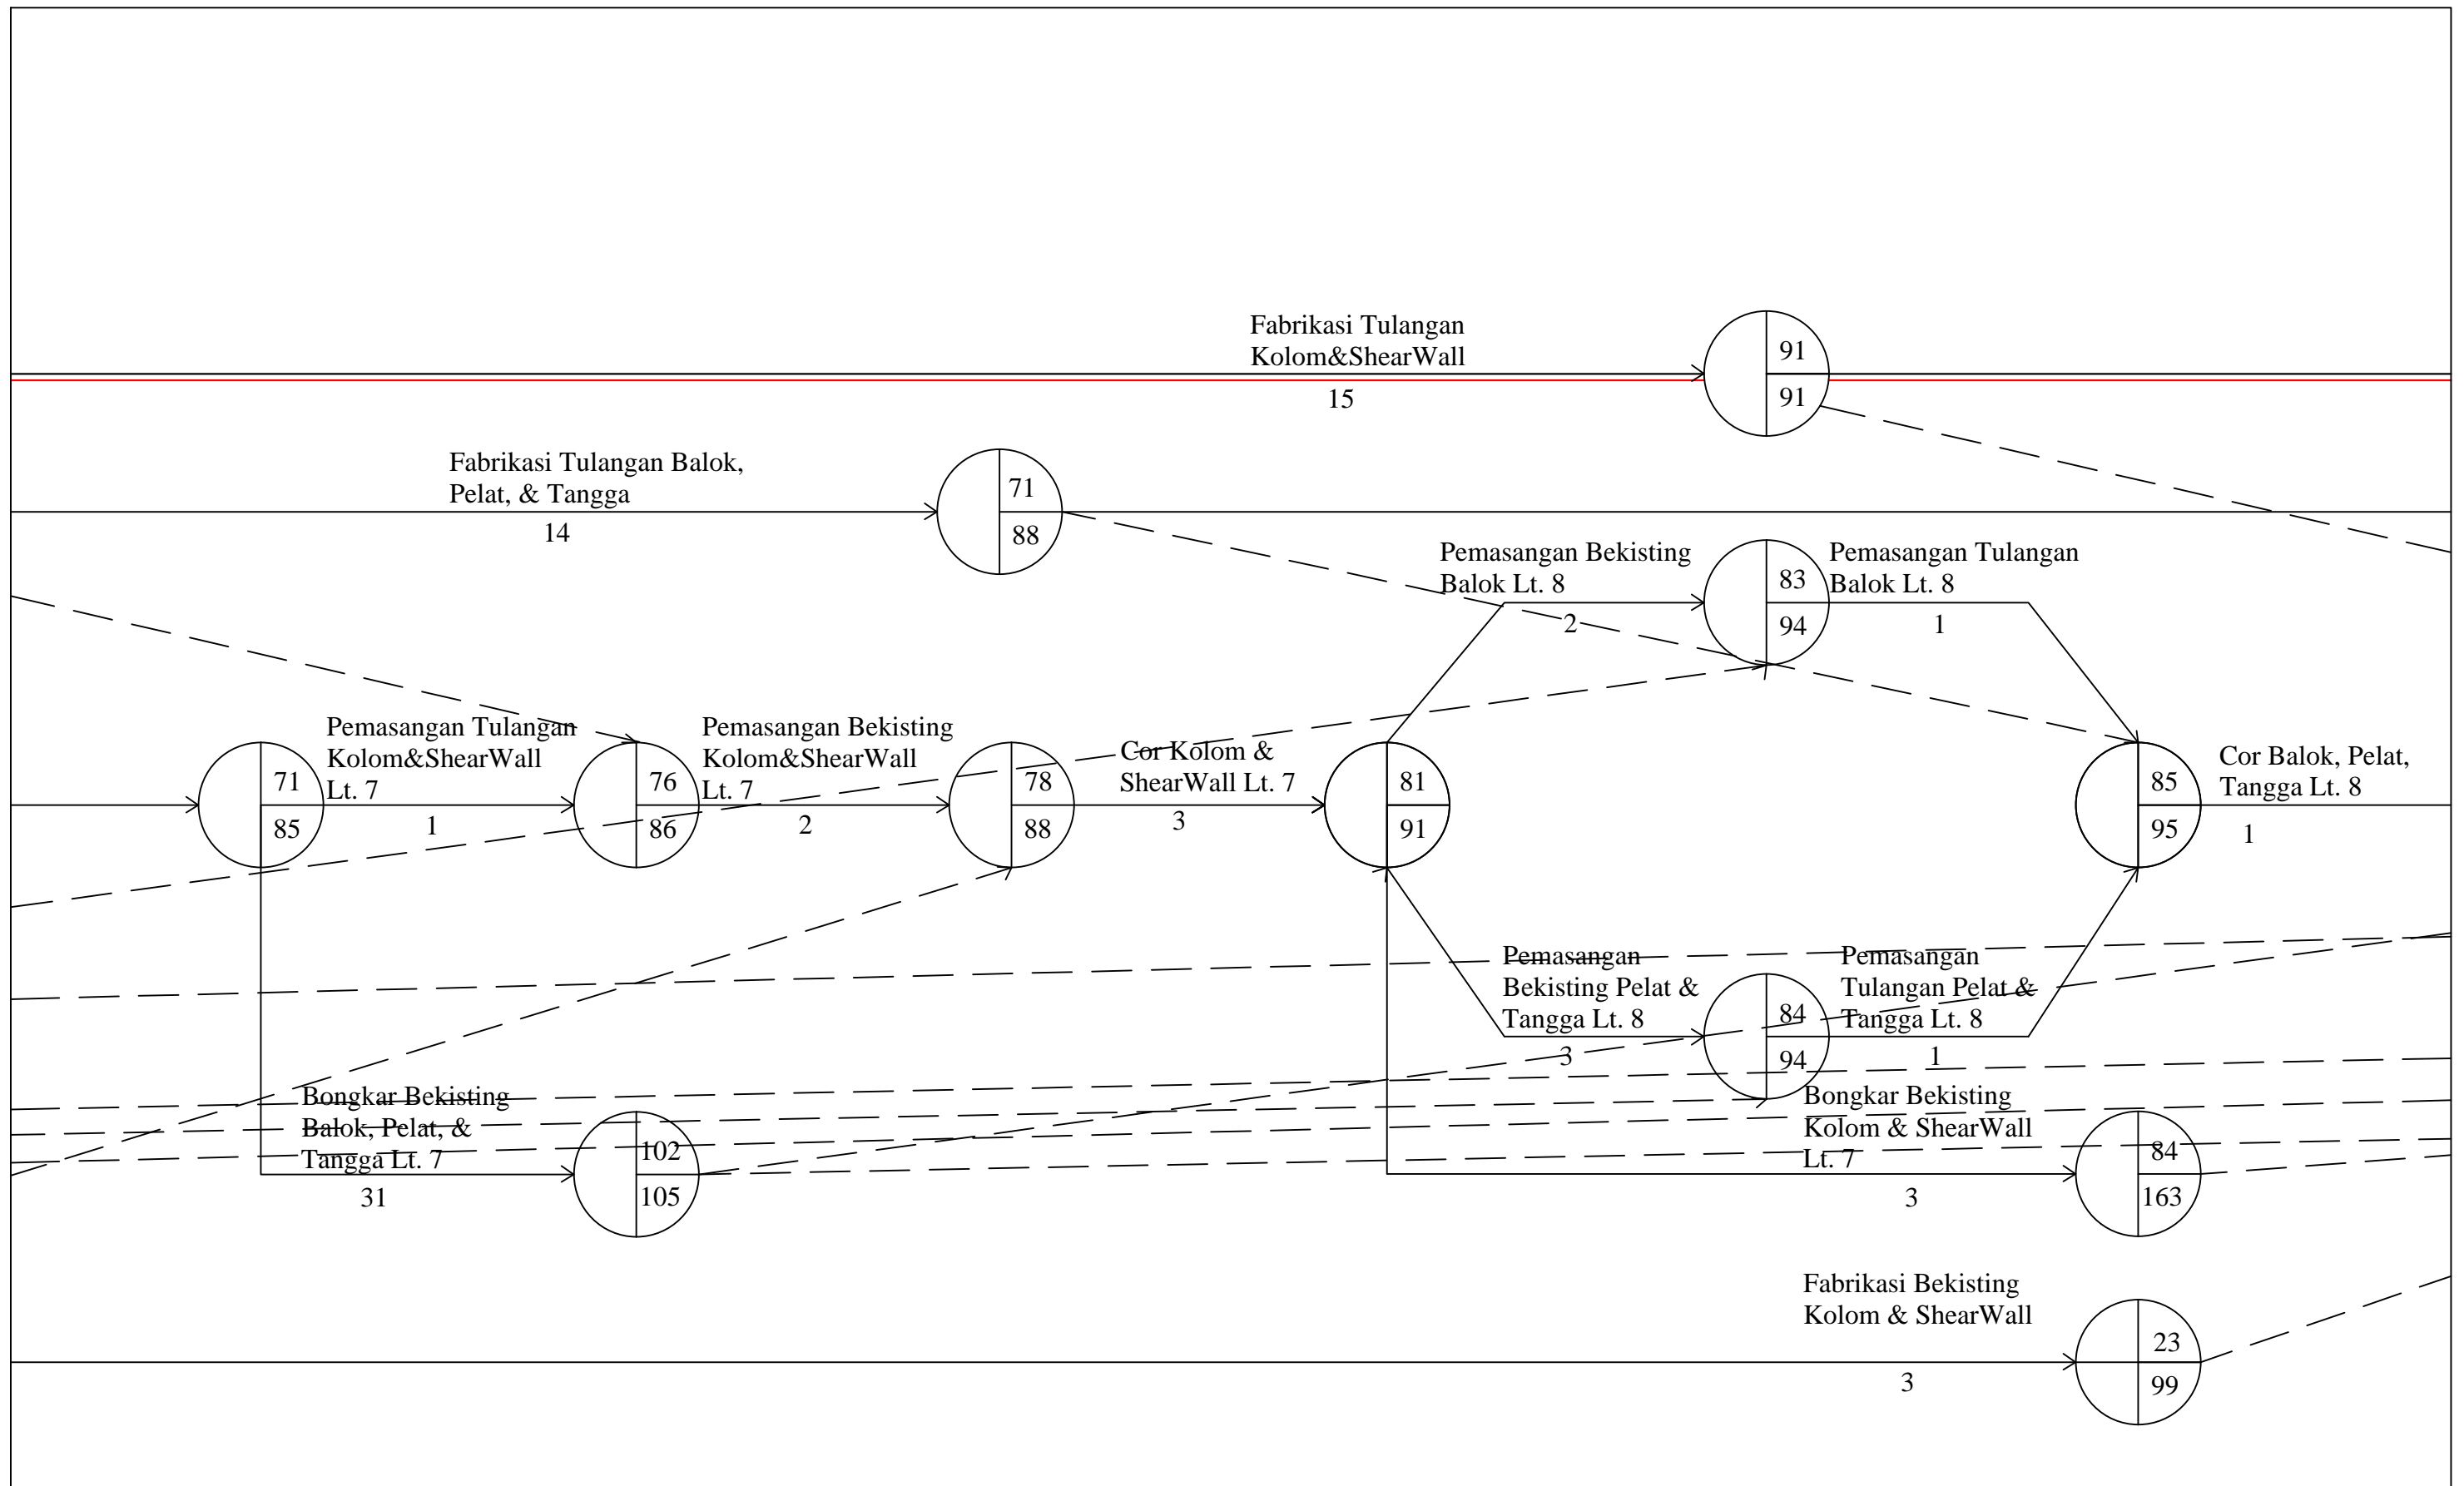 Fabrikasi Tulangan
Kolom&ShearWall
15
91
91
Fabrikasi Tulangan Balok,
Pelat, & Tangga
14
71
88
Pemasangan Bekisting
Balok Lt. 8
2
83
94
Pemasangan Tulangan
Balok Lt. 8
1
71
85
Pemasangan Tulangan
Kolom&ShearWall
Lt. 7
1
76
86
Pemasangan Bekisting
Kolom&ShearWall
Lt. 7
2
78
88
Cor Kolom &
ShearWall Lt. 7
3
81
91
85
95
Cor Balok, Pelat,
Tangga Lt. 8
1
Pemasangan
Bekisting Pelat &
Tangga Lt. 8
3
84
94
Pemasangan
Tulangan Pelat &
Tangga Lt. 8
1
Bongkar Bekisting
Balok, Pelat, &
Tangga Lt. 7
31
102
105
Bongkar Bekisting
Kolom & ShearWall
Lt. 7
3
84
163
Fabrikasi Bekisting
Kolom & ShearWall
3
23
99